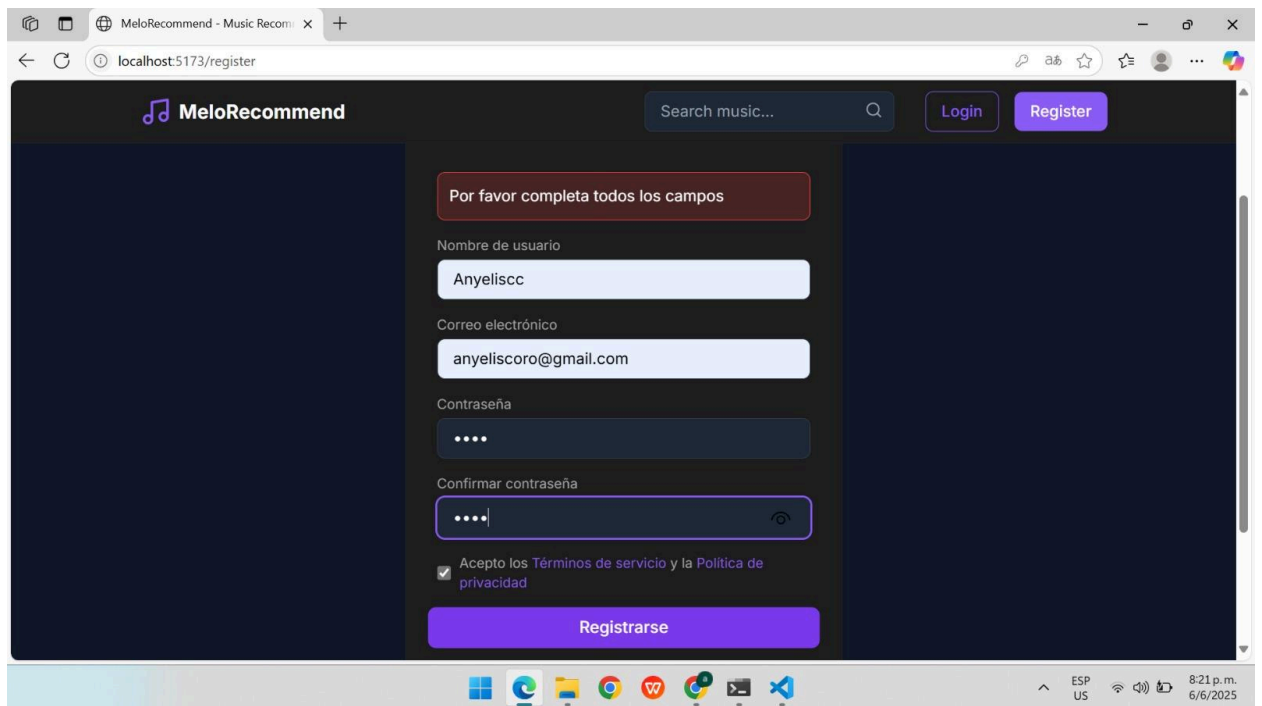 MeloRecommend - Music Recom
localhost:5173/register
MeloRecommend
Search music...
Login
Register
Por favor completa todos los campos
Nombre de usuario
Anyeliscc
Correo electrónico
anyeliscoro@gmail.com
Contraseña
••••
Confirmar contraseña
••••
Acepto los Términos de servicio y la Política de
privacidad
Registrarse
ESP
US
8:21 p. m.
6/6/2025